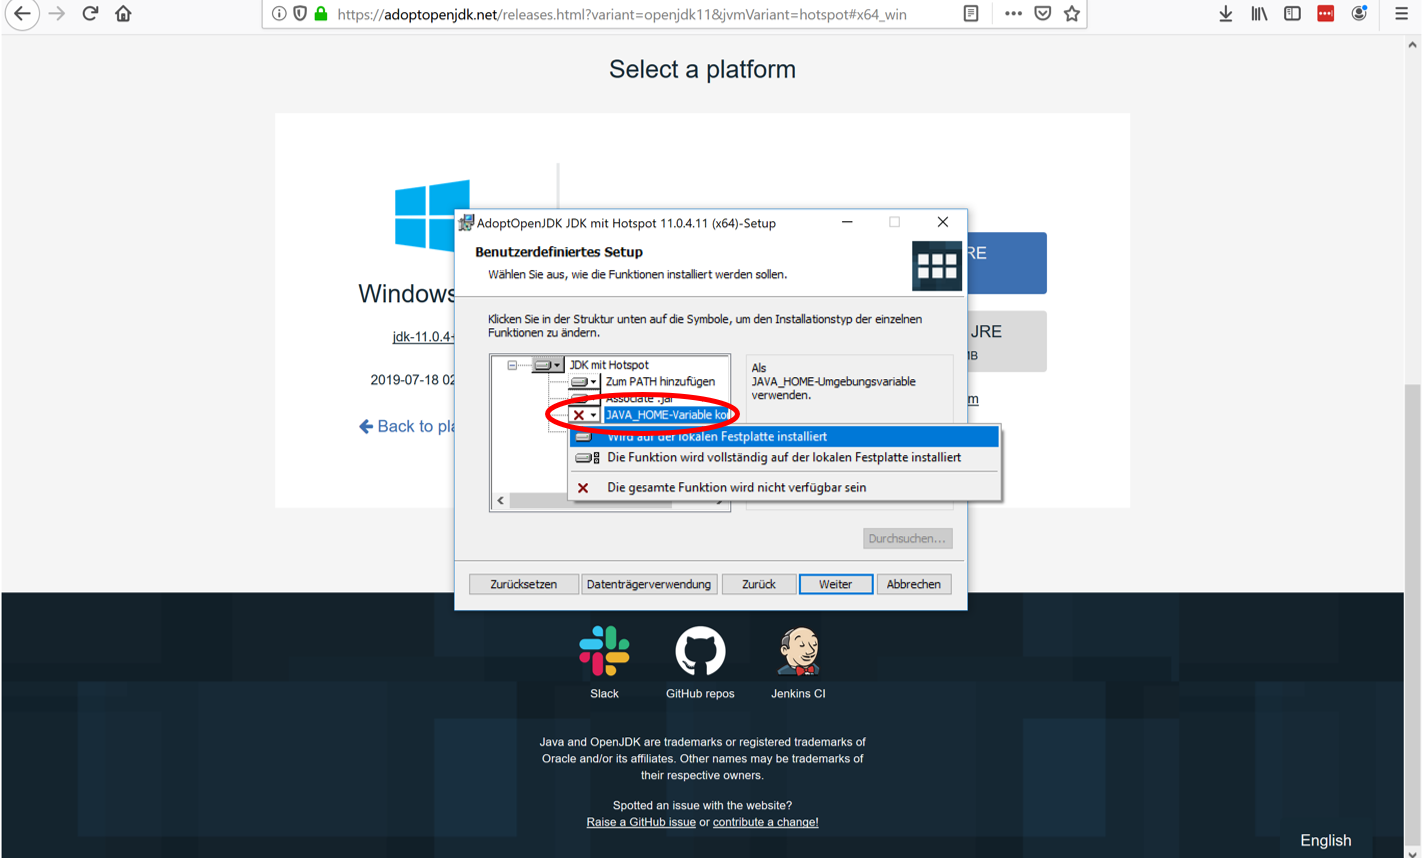 https://adoptopenjdk.net/releases.html?variant=openjdk11&jvmVariant=hotspot#x64_win
Select a platform
Windows
jdk-11.0.4+
2019-07-18 02
Back to pla
RE
JRE
MB
m
AdoptOpenJDK JDK mit Hotspot 11.0.4.11 (x64)-Setup
Benutzerdefiniertes Setup
Wählen Sie aus, wie die Funktionen installiert werden sollen.
Klicken Sie in der Struktur unten auf die Symbole, um den Installationstyp der einzelnen
Funktionen zu ändern.
JDK mit Hotspot
Zum PATH hinzufügen
Associate .jar
JAVA_HOME-Variable kon
Als
JAVA_HOME-Umgebungsvariable
verwenden.
Wird auf der lokalen Festplatte installiert
Die Funktion wird vollständig auf der lokalen Festplatte installiert
Die gesamte Funktion wird nicht verfügbar sein
Durchsuchen...
Zurücksetzen
Datenträgerverwendung
Zurück
Weiter
Abbrechen
Slack
GitHub repos
Jenkins CI
Java and OpenJDK are trademarks or registered trademarks of
Oracle and/or its affiliates. Other names may be trademarks of
their respective owners.
Spotted an issue with the website?
Raise a GitHub issue or contribute a change!
English